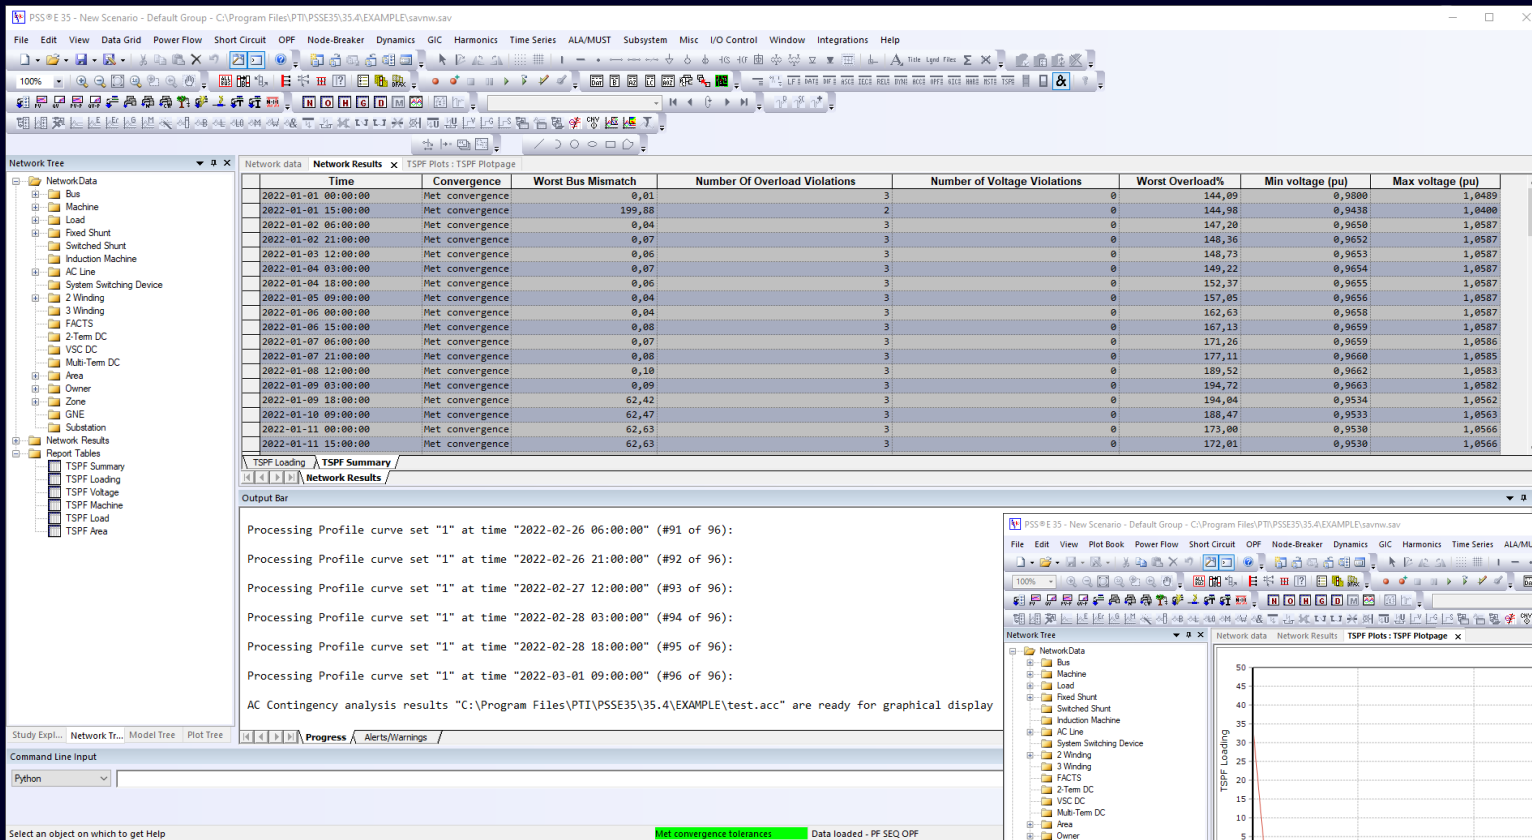 PSS®E 35 - New Scenario - Default Group - C:\Program Files\PTI\PSSE35\35.4\EXAMPLE\savnw.sav
File Edit View Data Grid Power Flow Short Circuit OPF Node-Breaker Dynamics GIC Harmonics Time Series ALA/MUST Subsystem Misc I/O Control Window Integrations Help
100%
Network Tree
Network data Network Results TSPF Plots : TSPF Plotpage
NetworkData
Bus
Machine
Load
Fixed Shunt
Switched Shunt
Induction Machine
AC Line
System Switching Device
2 Winding
3 Winding
FACTS
2-Term DC
VSC DC
Multi-Term DC
Area
Owner
Zone
GNE
Substation
Network Results
Report Tables
TSPF Summary
TSPF Loading
TSPF Voltage
TSPF Machine
TSPF Load
TSPF Area
Study Expl... Network Tr... Model Tree Plot Tree
Time Convergence Worst Bus Mismatch Number Of Overload Violations Number of Voltage Violations Worst Overload% Min voltage (pu) Max voltage (pu)
2022-01-01 00:00:00 Met convergence 0,01 3 0 144,09 0,9800 1,0489
2022-01-01 15:00:00 Met convergence 199,88 2 0 144,98 0,9438 1,0400
2022-01-02 06:00:00 Met convergence 0,04 3 0 147,20 0,9650 1,0587
2022-01-02 21:00:00 Met convergence 0,07 3 0 148,36 0,9652 1,0587
2022-01-03 12:00:00 Met convergence 0,06 3 0 148,73 0,9653 1,0587
2022-01-04 03:00:00 Met convergence 0,07 3 0 149,22 0,9654 1,0587
2022-01-04 18:00:00 Met convergence 0,06 3 0 152,37 0,9655 1,0587
2022-01-05 09:00:00 Met convergence 0,04 3 0 157,05 0,9656 1,0587
2022-01-06 00:00:00 Met convergence 0,04 3 0 162,63 0,9658 1,0587
2022-01-06 15:00:00 Met convergence 0,08 3 0 167,13 0,9659 1,0587
2022-01-07 06:00:00 Met convergence 0,07 3 0 171,26 0,9659 1,0586
2022-01-07 21:00:00 Met convergence 0,08 3 0 177,11 0,9660 1,0585
2022-01-08 12:00:00 Met convergence 0,10 3 0 189,52 0,9662 1,0583
2022-01-09 03:00:00 Met convergence 0,09 3 0 194,72 0,9663 1,0582
2022-01-09 18:00:00 Met convergence 62,42 3 0 194,04 0,9534 1,0562
2022-01-10 09:00:00 Met convergence 62,47 3 0 188,47 0,9533 1,0563
2022-01-11 00:00:00 Met convergence 62,63 3 0 173,00 0,9530 1,0566
2022-01-11 15:00:00 Met convergence 62,63 3 0 172,01 0,9530 1,0566
TSPF Loading TSPF Summary
Network Results
Output Bar
Processing Profile curve set "1" at time "2022-02-26 06:00:00" (#91 of 96):
Processing Profile curve set "1" at time "2022-02-26 21:00:00" (#92 of 96):
Processing Profile curve set "1" at time "2022-02-27 12:00:00" (#93 of 96):
Processing Profile curve set "1" at time "2022-02-28 03:00:00" (#94 of 96):
Processing Profile curve set "1" at time "2022-02-28 18:00:00" (#95 of 96):
Processing Profile curve set "1" at time "2022-03-01 09:00:00" (#96 of 96):
AC Contingency analysis results "C:\Program Files\PTI\PSSE35\35.4\EXAMPLE\test.acc" are ready for graphical display
Progress Alerts/Warnings
Command Line Input
Python
Select an object on which to get Help
Met convergence tolerances
Data loaded - PF SEQ OPF
PSS®E 35 - New Scenario - Default Group - C:\Program Files\PTI\PSSE35\35.4\EXAMPLE\savnw.sav
File Edit View Plot Book Power Flow Short Circuit OPF Node-Breaker Dynamics GIC Harmonics Time Series ALA/MU
100%
Network Tree
Network data Network Results TSPF Plots : TSPF Plotpage
NetworkData
Bus
Machine
Load
Fixed Shunt
Switched Shunt
Induction Machine
AC Line
System Switching Device
2 Winding
3 Winding
FACTS
2-Term DC
VSC DC
Multi-Term DC
Area
Owner
TSPF Loading
50
45
40
35
30
25
20
15
10
5